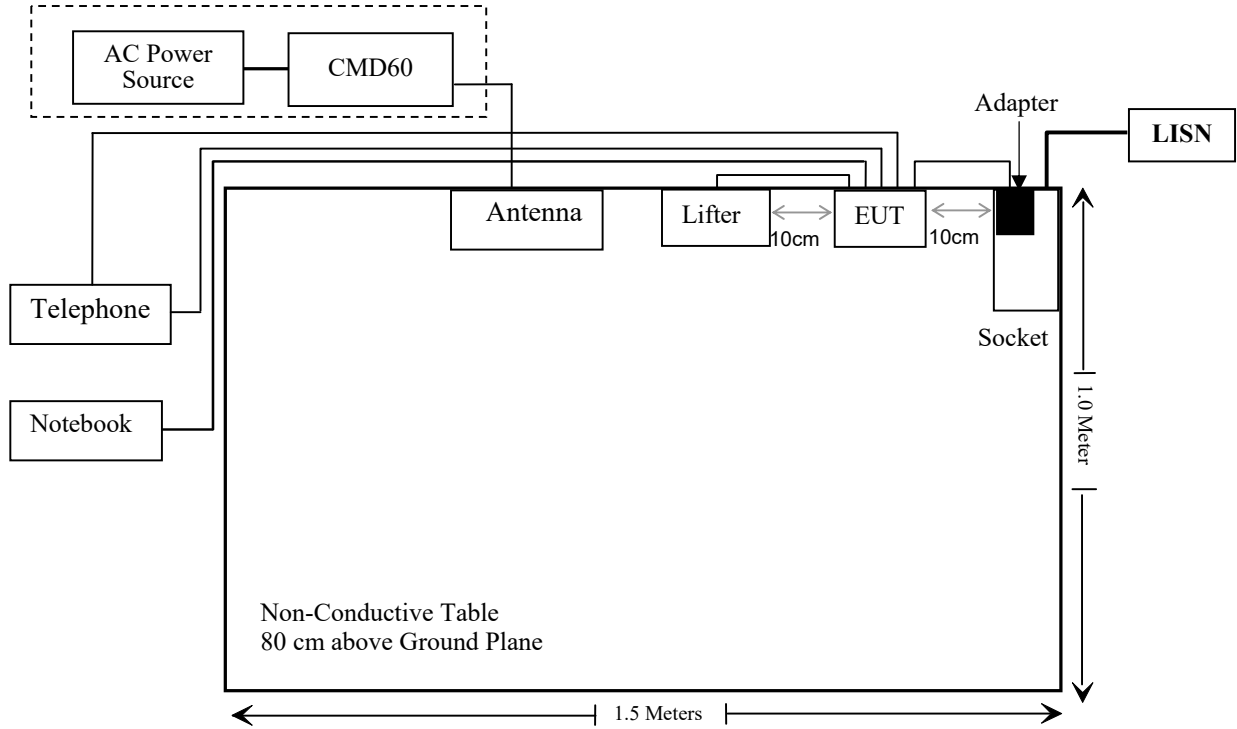 AC Power
Source
CMD60
Adapter
LISN
Antenna
Lifter
EUT
10cm
10cm
Telephone
Socket
Notebook
1.0 Meter
Non-Conductive Table
80 cm above Ground Plane
1.5 Meters